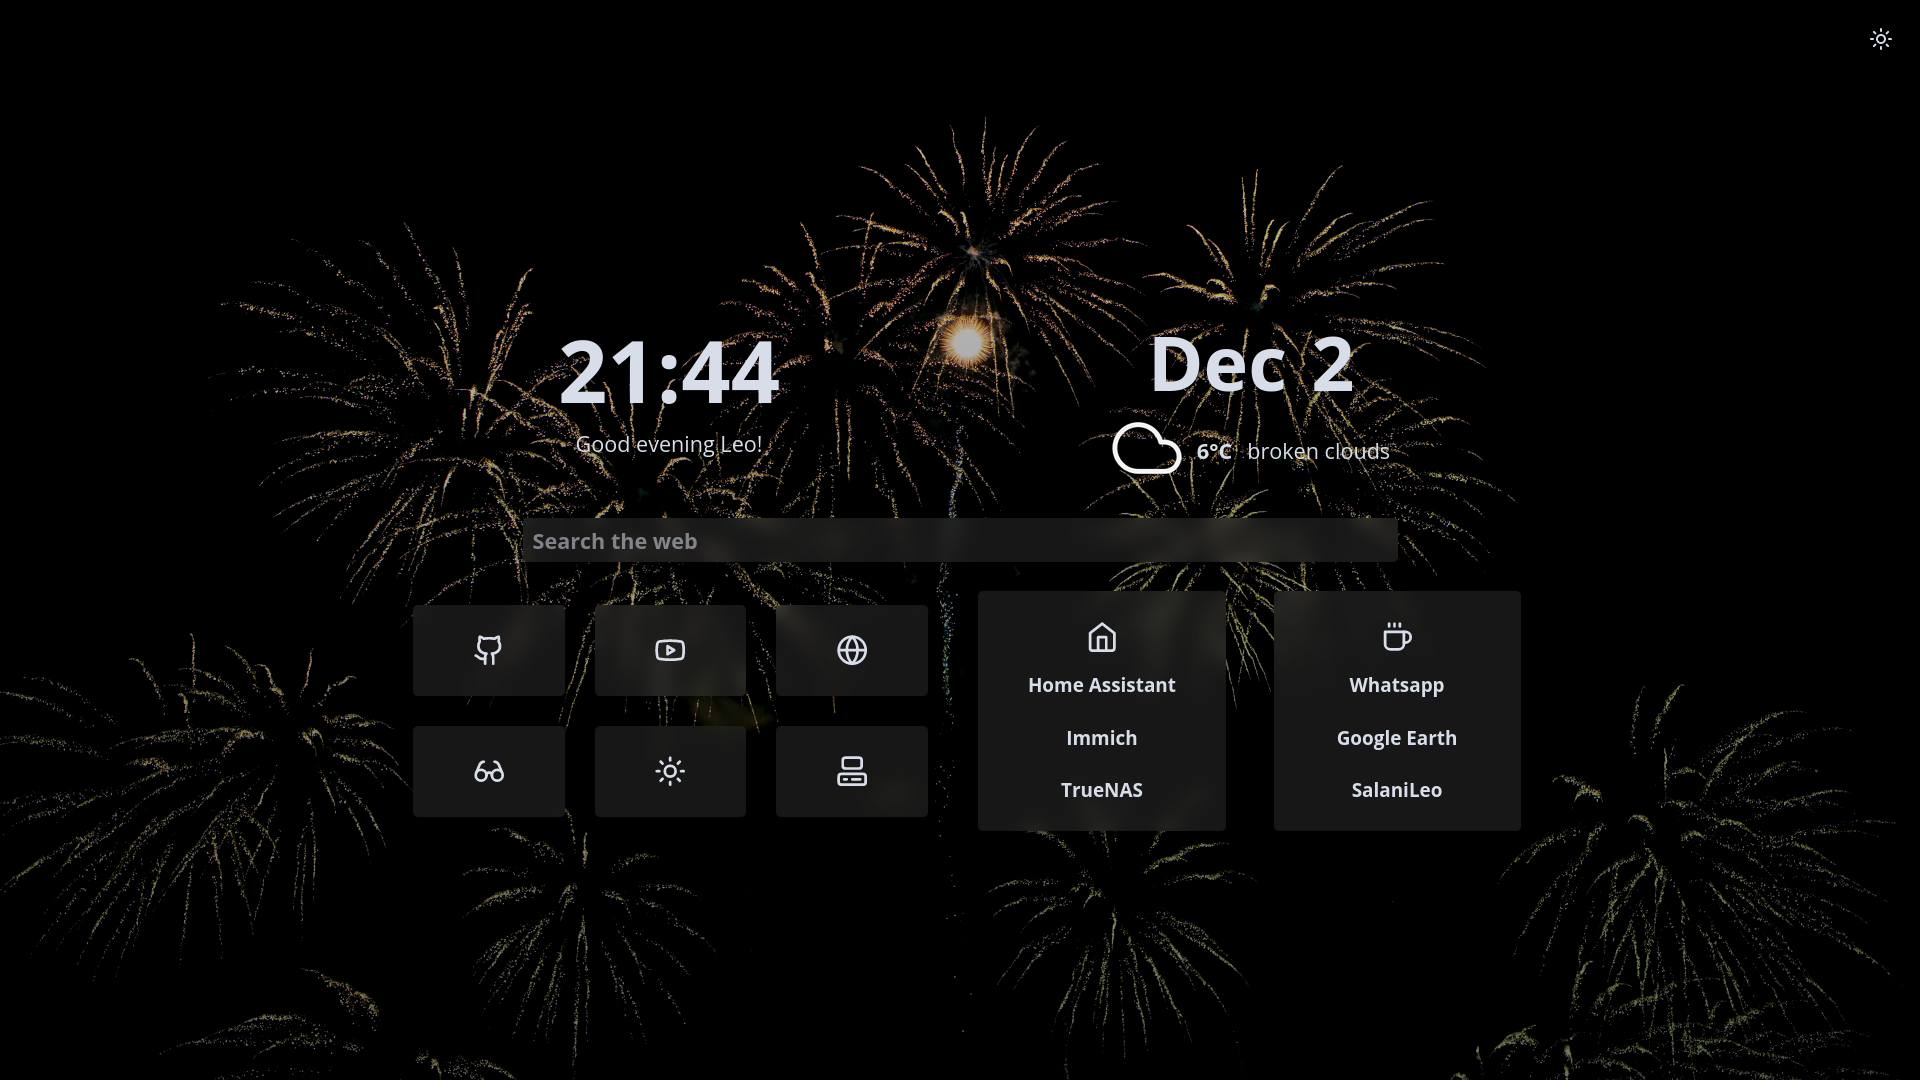 21:44
Good evening Leo!
Dec 2
6°C broken clouds
Search the web
Home Assistant
Immich
TrueNAS
Whatsapp
Google Earth
SalaniLeo